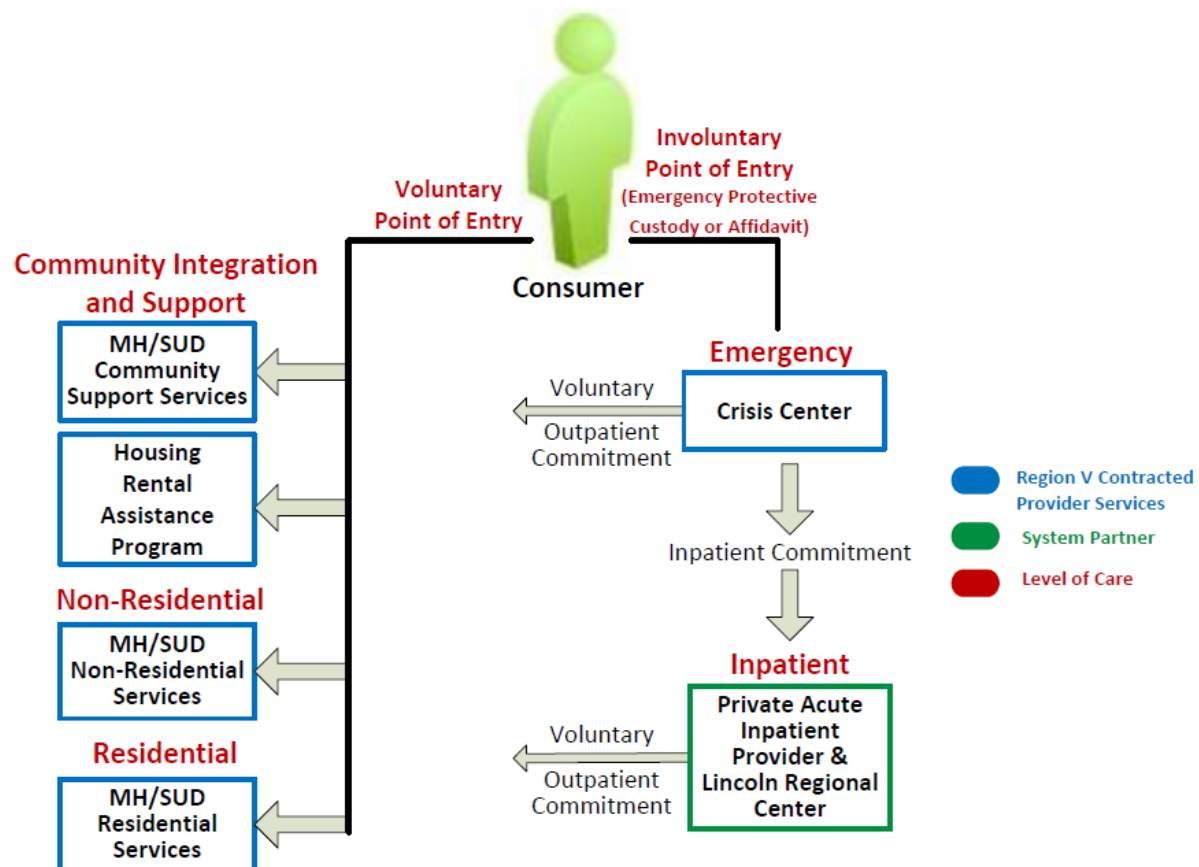 Involuntary
Point of Entry
(Emergency Protective
Custody or Affidavit)
Voluntary
Point of Entry
Consumer
Community Integration
and Support
MH/SUD
Community
Support Services
Housing
Rental
Assistance
Program
Non-Residential
MH/SUD
Non-Residential
Services
Residential
MH/SUD
Residential
Services
Emergency
Crisis Center
Voluntary
Outpatient
Commitment
Inpatient Commitment
Inpatient
Private Acute
Inpatient
Provider &
Lincoln Regional
Center
Voluntary
Outpatient
Commitment
Region V Contracted
Provider Services
System Partner
Level of Care